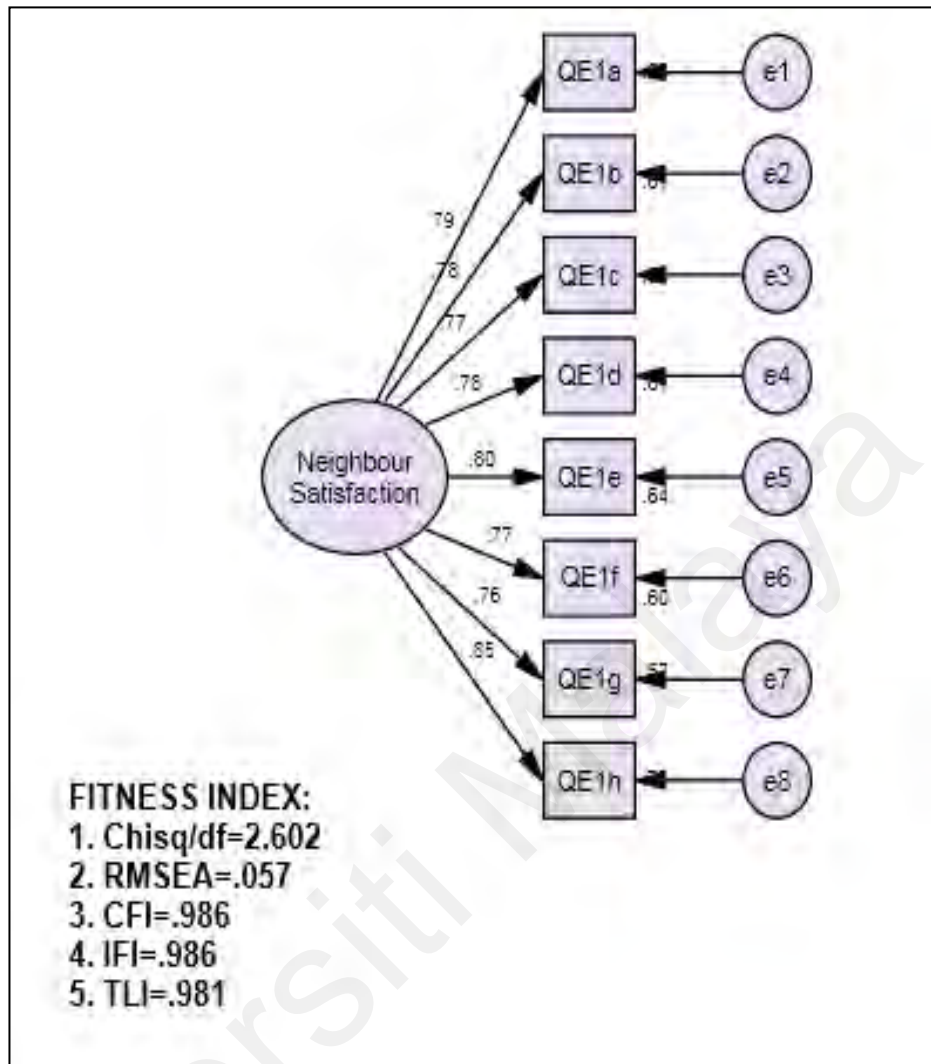 QE1a
e1
QE1b
e2
.79
.78
QE1c
e3
.77
QE1d
e4
.78
Neighbour
Satisfaction
.80
QE1e
.64
e5
.77
QE1f
.60
e6
.76
QE1g
e7
.85
QE1h
e8
FITNESS INDEX:
1. Chisq/df=2.602
2. RMSEA=.057
3. CFI=.986
4. IFI=.986
5. TLI=.981
ersiti Malaya